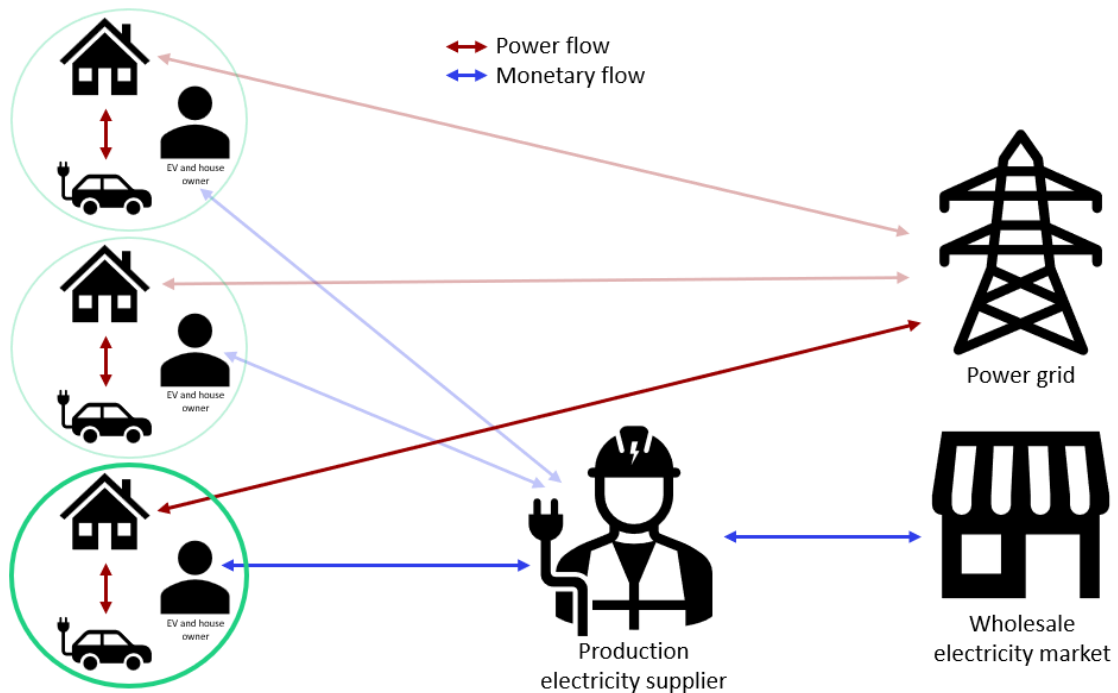 Power flow
Monetary flow
EV and house
owner
EV and house
owner
Power grid
EV and house
owner
Production
electricity supplier
Wholesale
electricity market